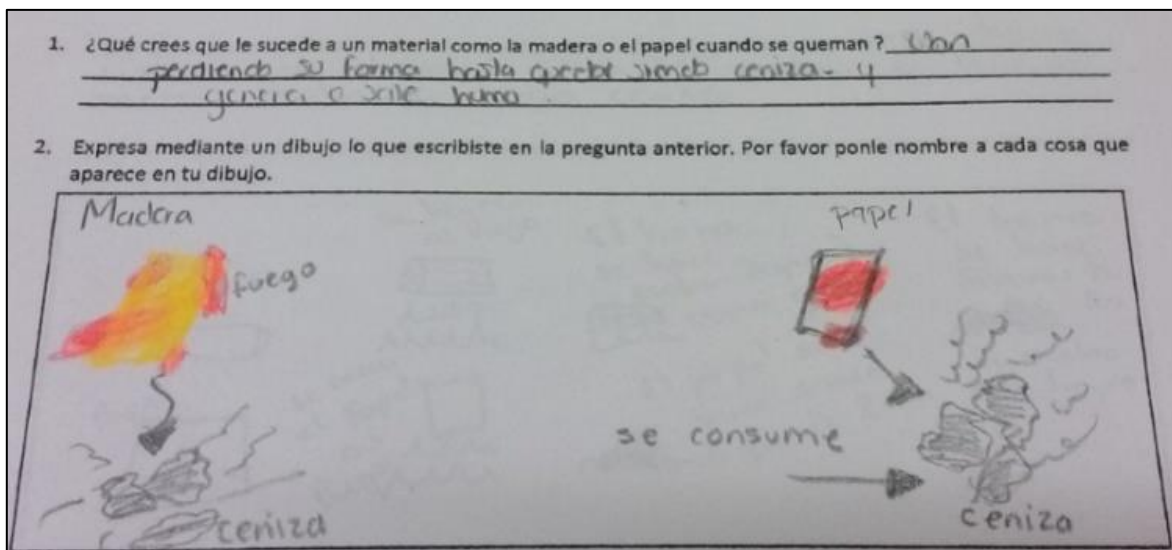 1. ¿Qué crees que le sucede a un material como la madera o el papel cuando se queman ? Van
perdiendo su forma hasta quedar siendo ceniza. y
genera o sale humo
2. Expresa mediante un dibujo lo que escribiste en la pregunta anterior. Por favor ponle nombre a cada cosa que
aparece en tu dibujo.
Madera
papel
fuego
se consume
ceniza
ceniza